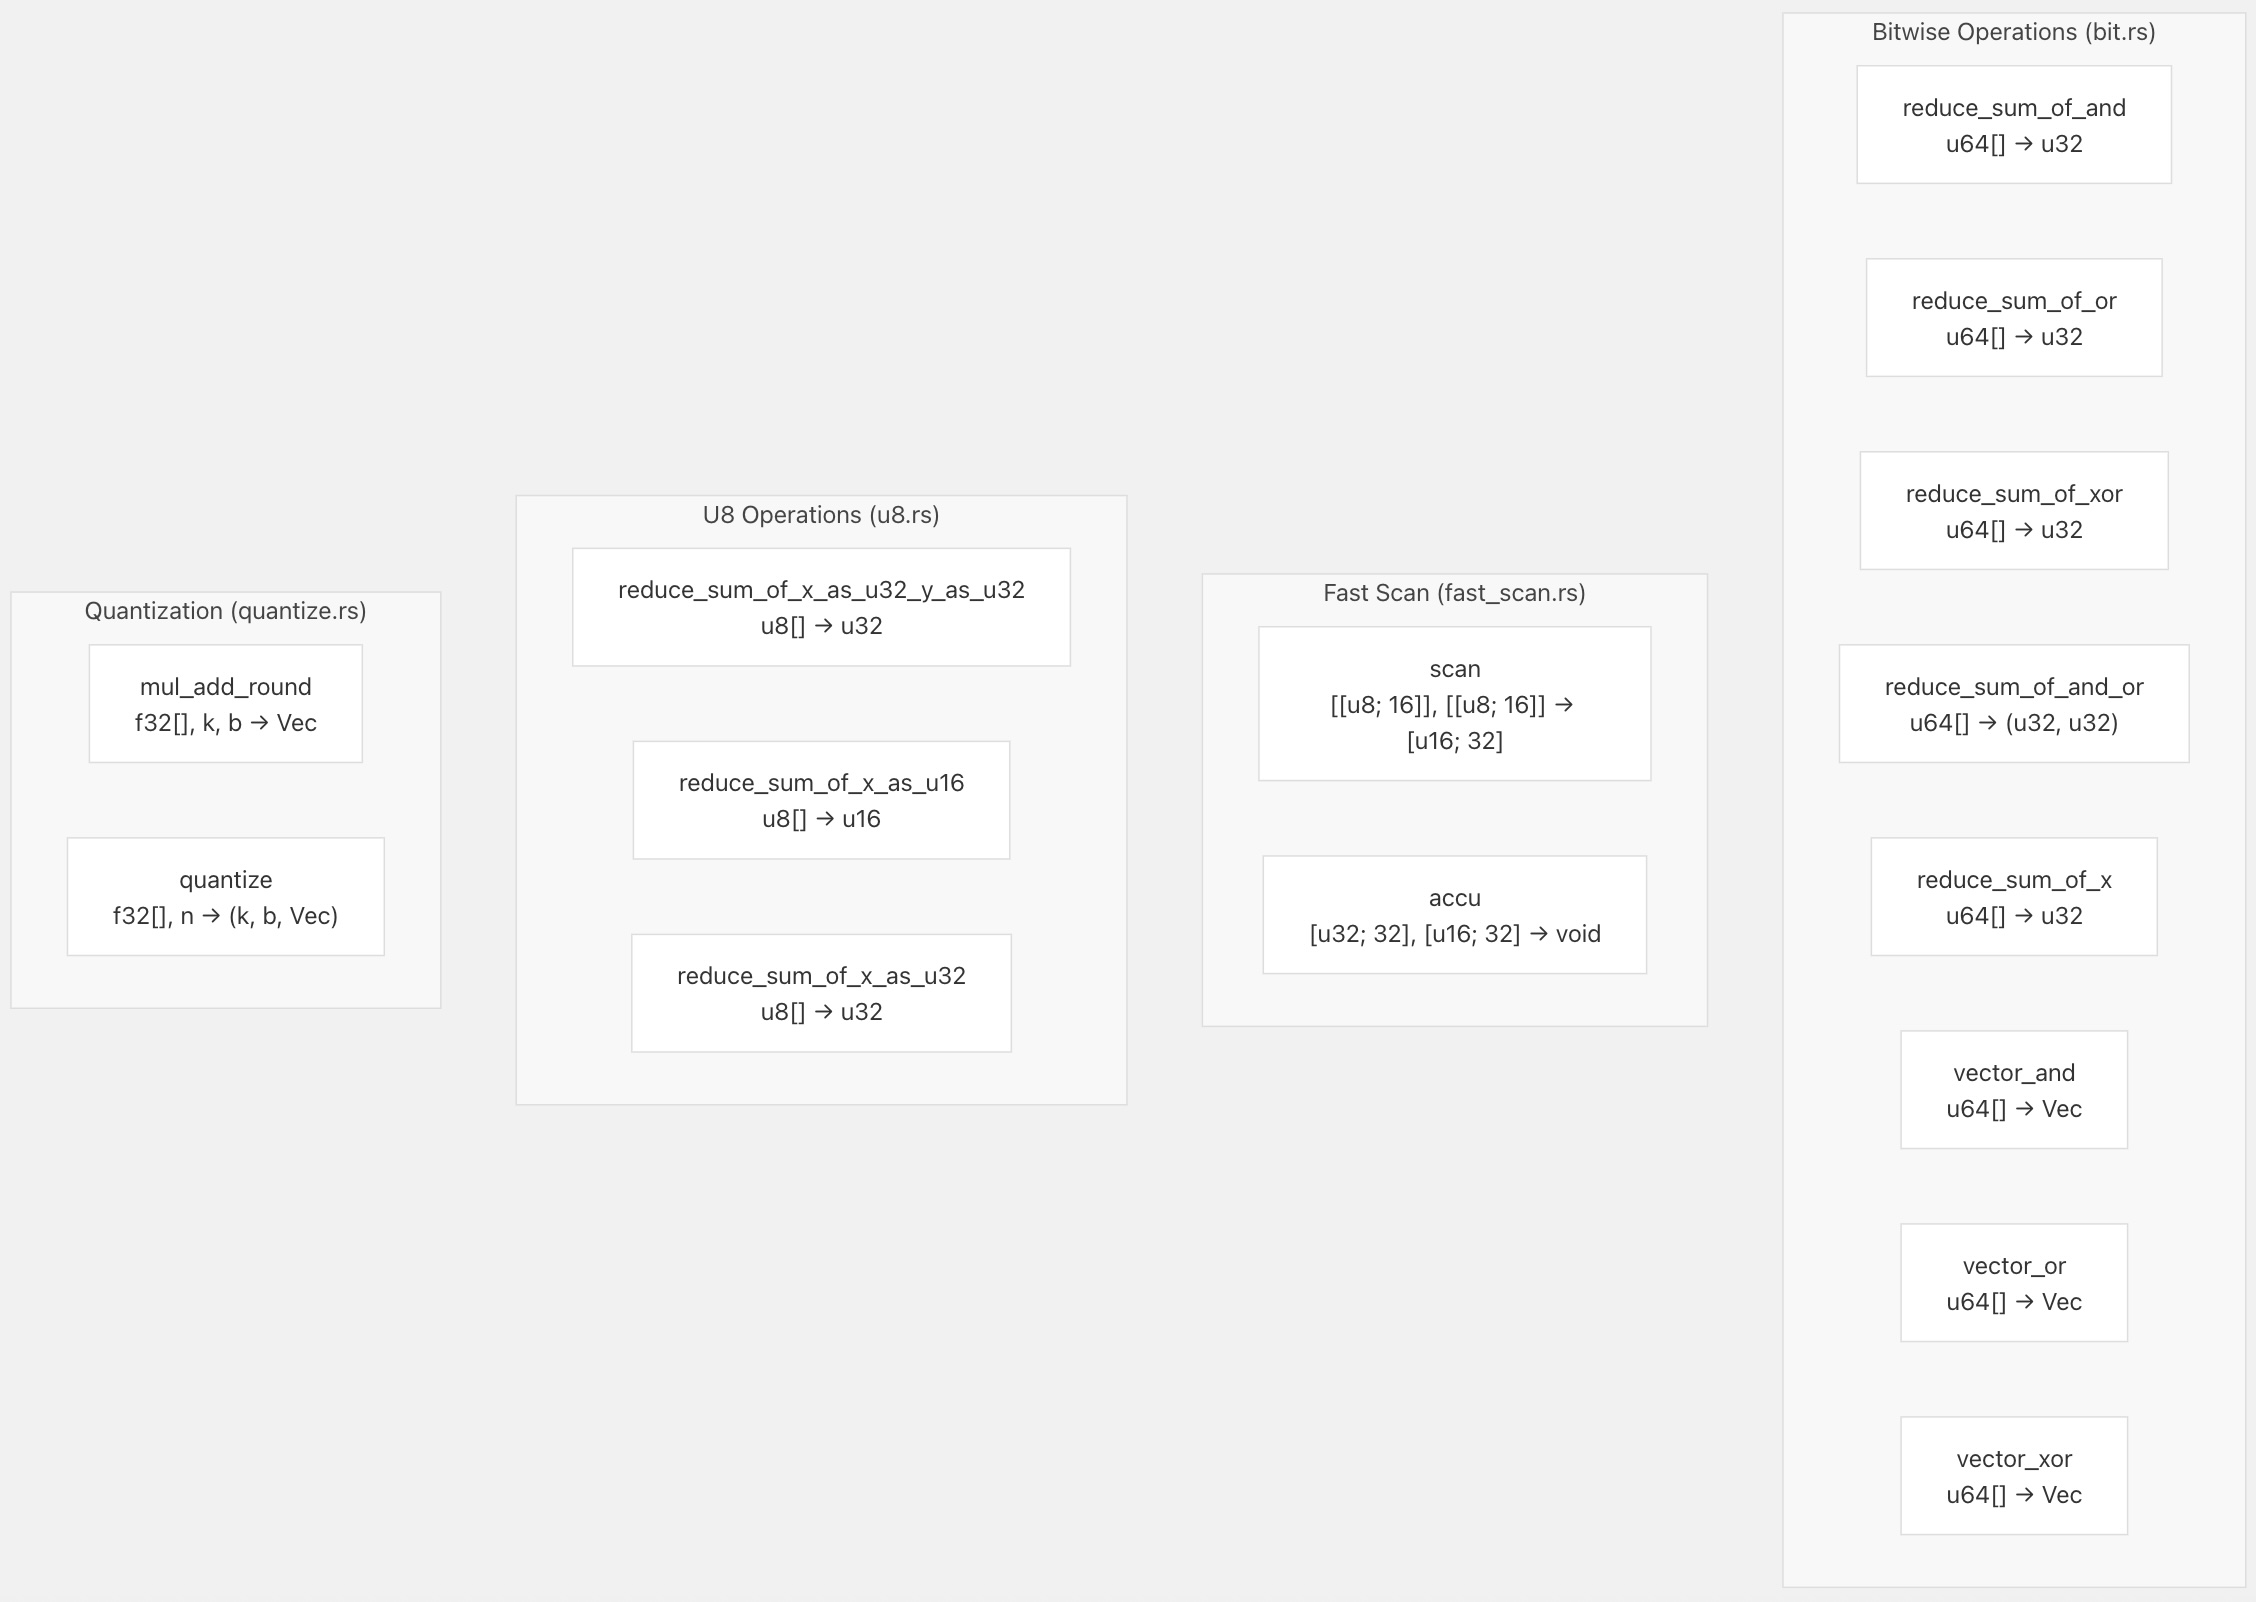 Quantization (quantize.rs)
mul_add_round
f32[], k, b → Vec
quantize
f32[], n → (k, b, Vec)
U8 Operations (u8.rs)
reduce_sum_of_x_as_u32_y_as_u32
u8[] → u32
reduce_sum_of_x_as_u16
u8[] → u16
reduce_sum_of_x_as_u32
u8[] → u32
Fast Scan (fast_scan.rs)
scan
[[u8; 16]], [[u8; 16]] →
[u16; 32]
accu
[u32; 32], [u16; 32] → void
Bitwise Operations (bit.rs)
reduce_sum_of_and
u64[] → u32
reduce_sum_of_or
u64[] → u32
reduce_sum_of_xor
u64[] → u32
reduce_sum_of_and_or
u64[] → (u32, u32)
reduce_sum_of_x
u64[] → u32
vector_and
u64[] → Vec
vector_or
u64[] → Vec
vector_xor
u64[] → Vec